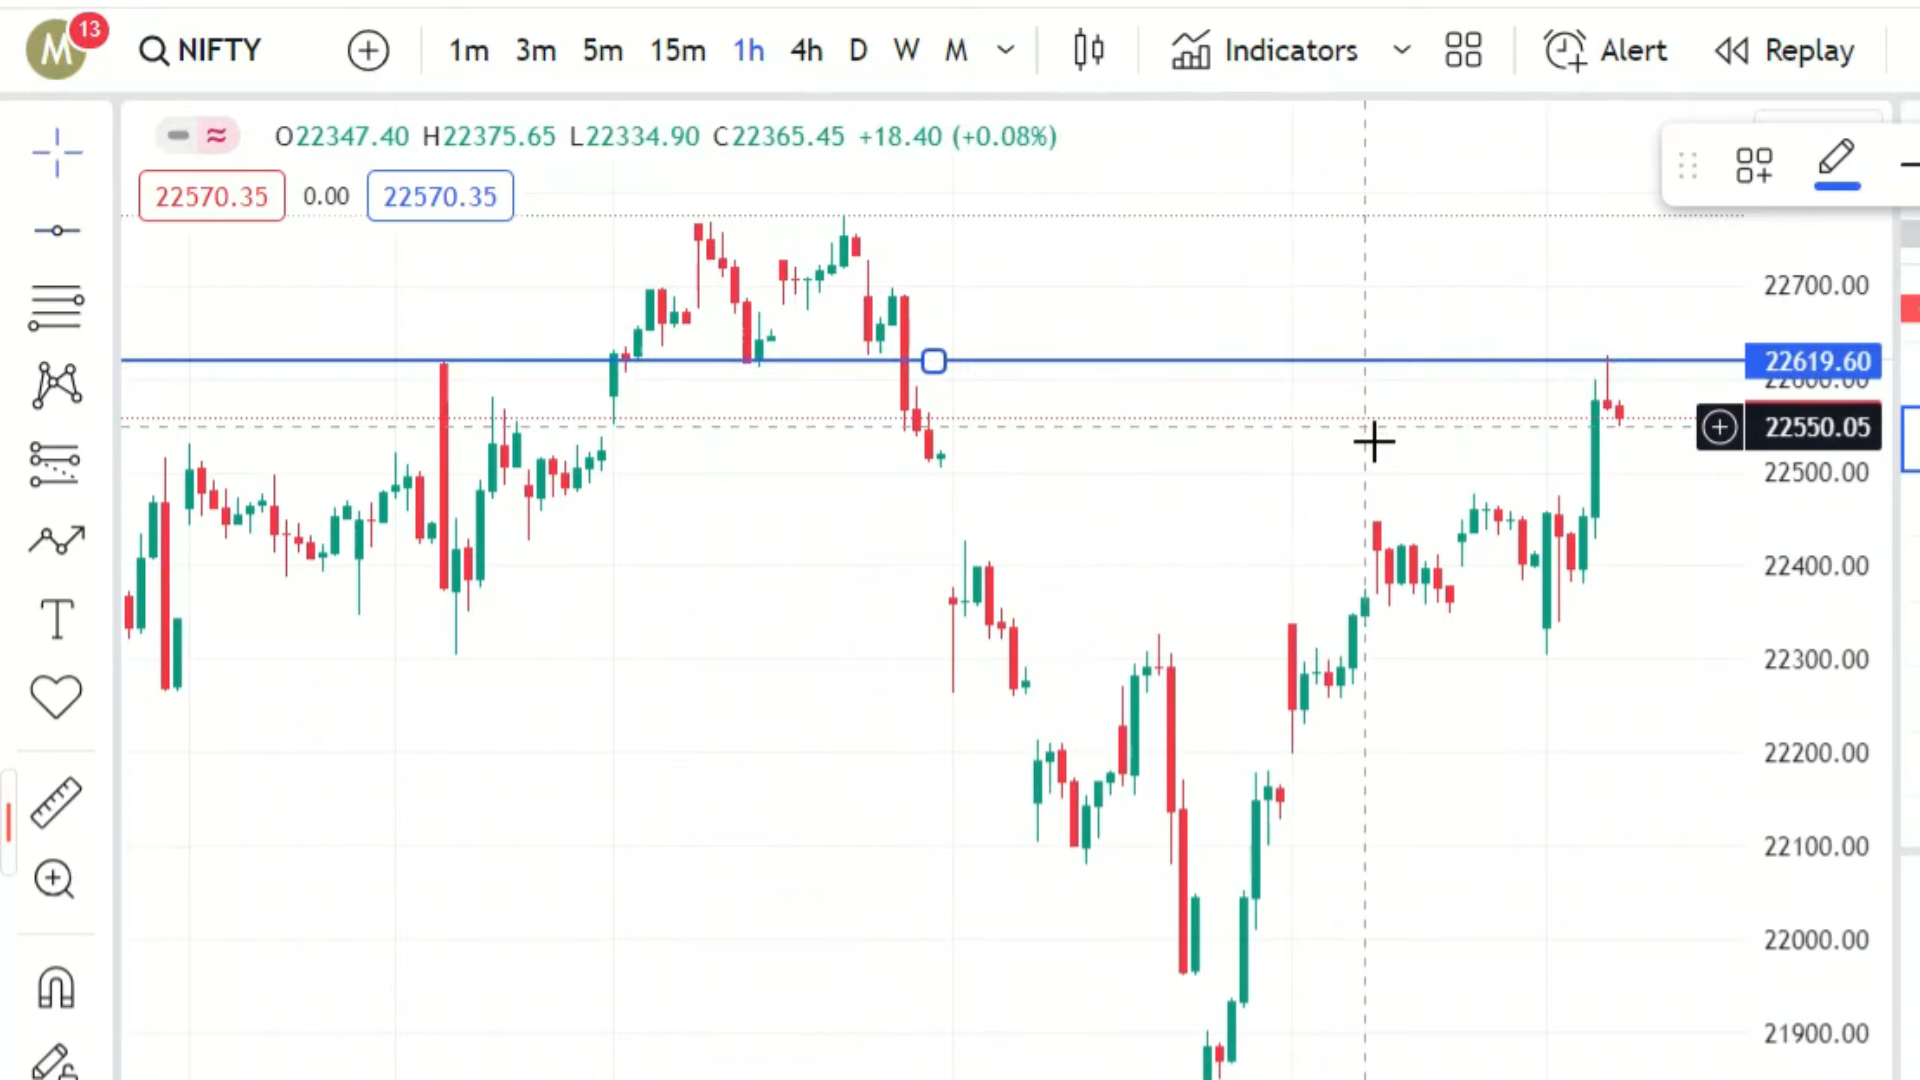 M 13 NIFTY 1m 3m 5m 15m 1h 4h D W M Indicators Alert Replay
O22347.40 H22375.65 L22334.90 C22365.45 +18.40 (+0.08%)
22570.35 0.00 22570.35
22700.00
22619.60
22600.00
22550.05
22500.00
22400.00
22300.00
22200.00
22100.00
22000.00
21900.00
T